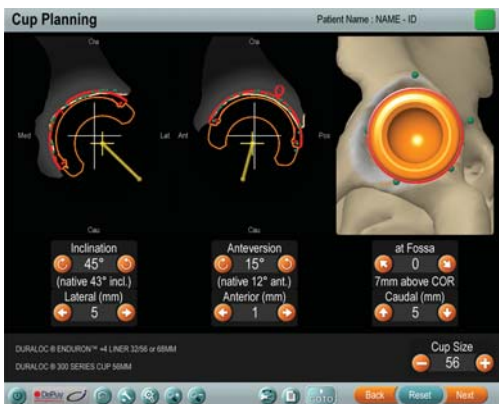 Cup Planning
Patient Name : NAME - ID
Cra
Cra
Med
Lat
Ant
Pos
Cau
Cau
Inclination
45°
(native 43° incl.)
Lateral (mm)
5
Anteversion
15°
(native 12° ant.)
Anterior (mm)
1
at Fossa
0
7mm above COR
Caudal (mm)
5
DURALOC ® ENDURON™ +4 LINER 32/56 or 68MM
DURALOC ® 300 SERIES CUP 56MM
Cup Size
56
DePuy
GOTO
Back
Reset
Next